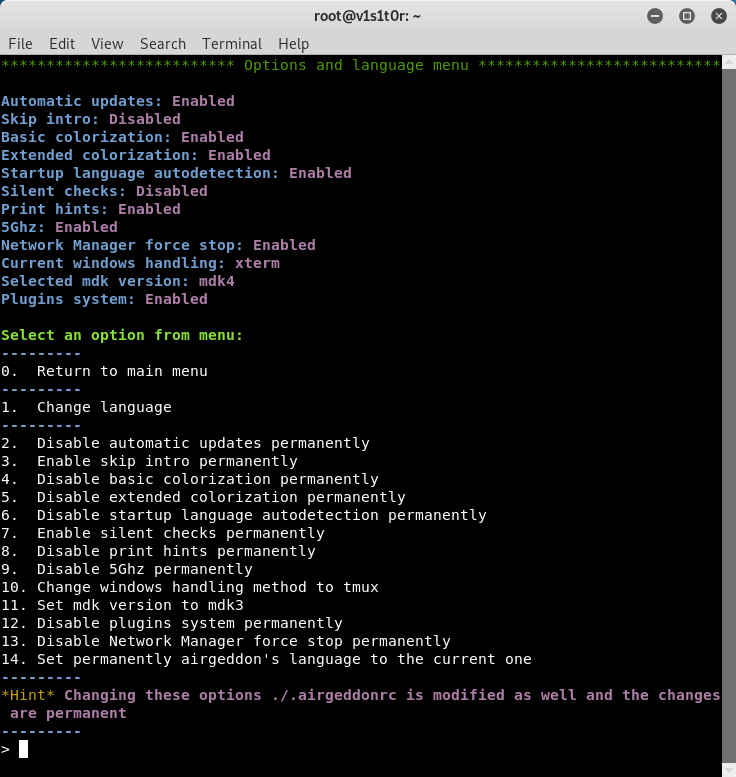 root@v1s1t0r: ~
File Edit View Search Terminal Help
************************** Options and language menu ***************************
Automatic updates: Enabled
Skip intro: Disabled
Basic colorization: Enabled
Extended colorization: Enabled
Startup language autodetection: Enabled
Silent checks: Disabled
Print hints: Enabled
5Ghz: Enabled
Network Manager force stop: Enabled
Current windows handling: xterm
Selected mdk version: mdk4
Plugins system: Enabled
Select an option from menu:
---------
0.  Return to main menu
---------
1.  Change language
---------
2.  Disable automatic updates permanently
3.  Enable skip intro permanently
4.  Disable basic colorization permanently
5.  Disable extended colorization permanently
6.  Disable startup language autodetection permanently
7.  Enable silent checks permanently
8.  Disable print hints permanently
9.  Disable 5Ghz permanently
10. Change windows handling method to tmux
11. Set mdk version to mdk3
12. Disable plugins system permanently
13. Disable Network Manager force stop permanently
14. Set permanently airgeddon's language to the current one
---------
*Hint* Changing these options ./.airgeddonrc is modified as well and the changes
are permanent
---------
>